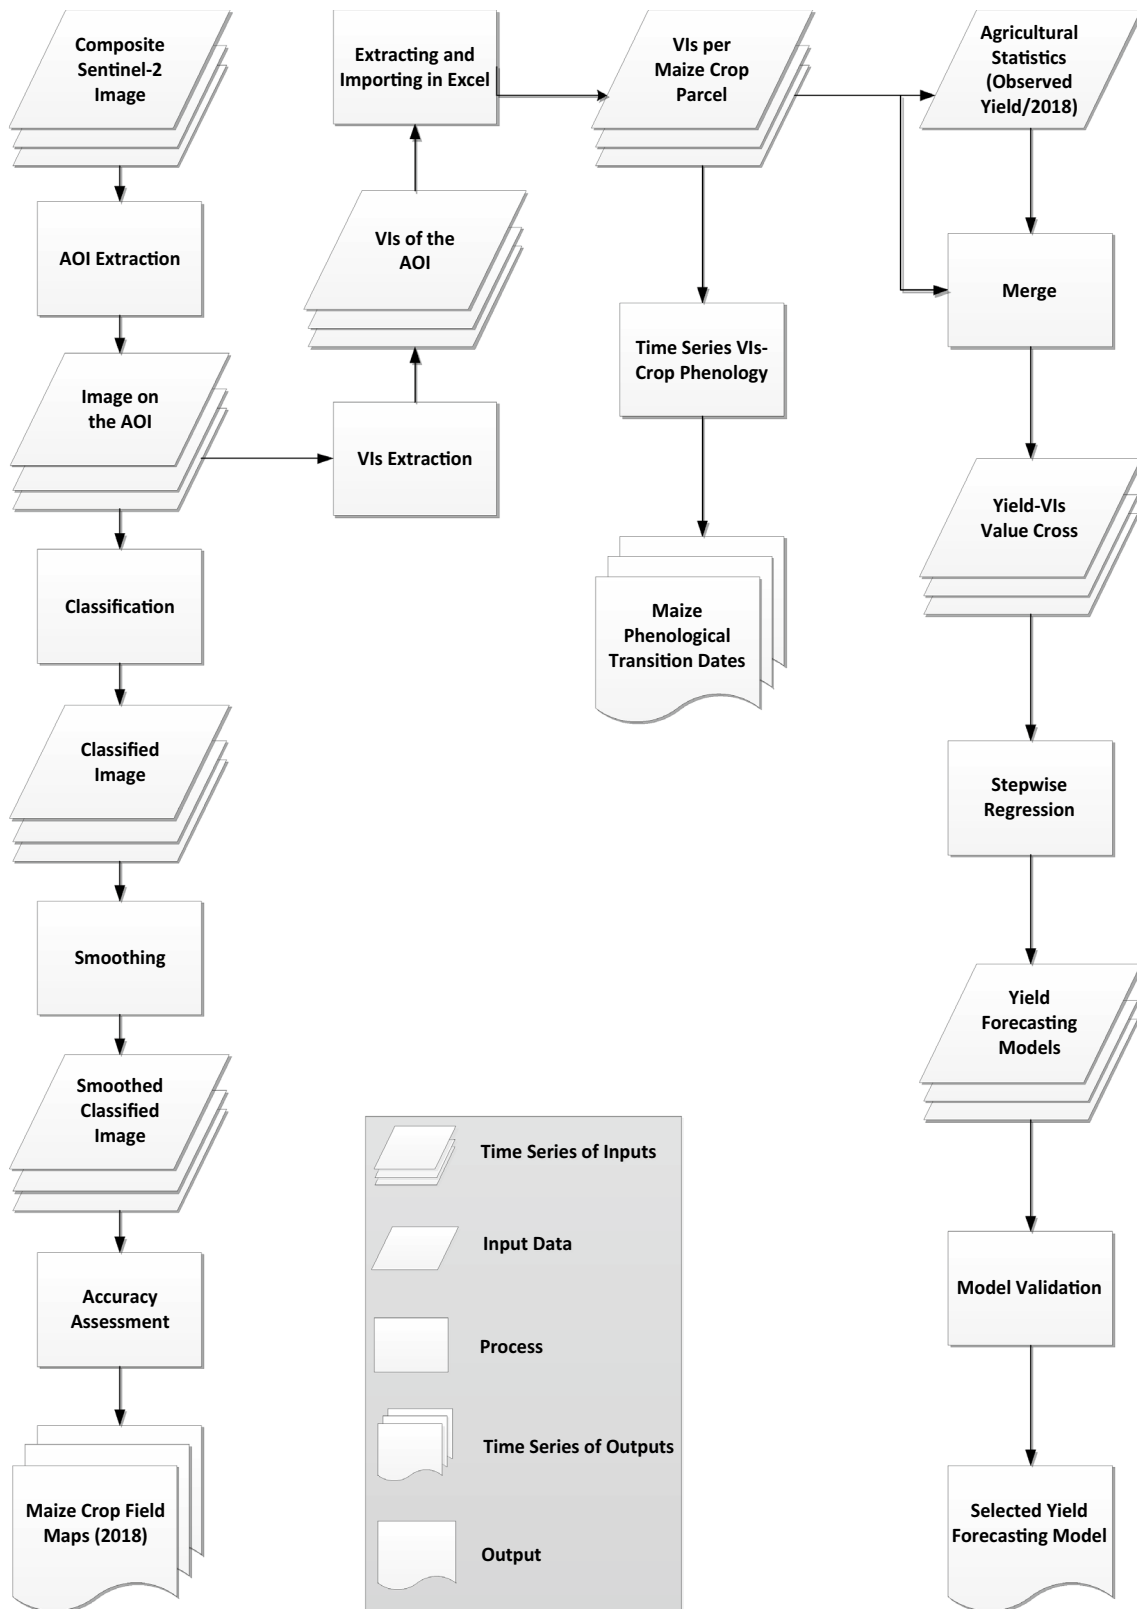 Composite
Sentinel-2
Image
AOI Extraction
Image on
the AOI
Classification
Classified
Image
Smoothing
Smoothed
Classified
Image
Accuracy
Assessment
Maize Crop Field
Maps (2018)
Extracting and
Importing in Excel
VIs of the
AOI
VIs Extraction
VIs per
Maize Crop
Parcel
Time Series VIs-
Crop Phenology
Maize
Phenological
Transition Dates
Agricultural
Statistics
(Observed
Yield/2018)
Merge
Yield-VIs
Value Cross
Stepwise
Regression
Yield
Forecasting
Models
Model Validation
Selected Yield
Forecasting Model
Time Series of Inputs
Input Data
Process
Time Series of Outputs
Output